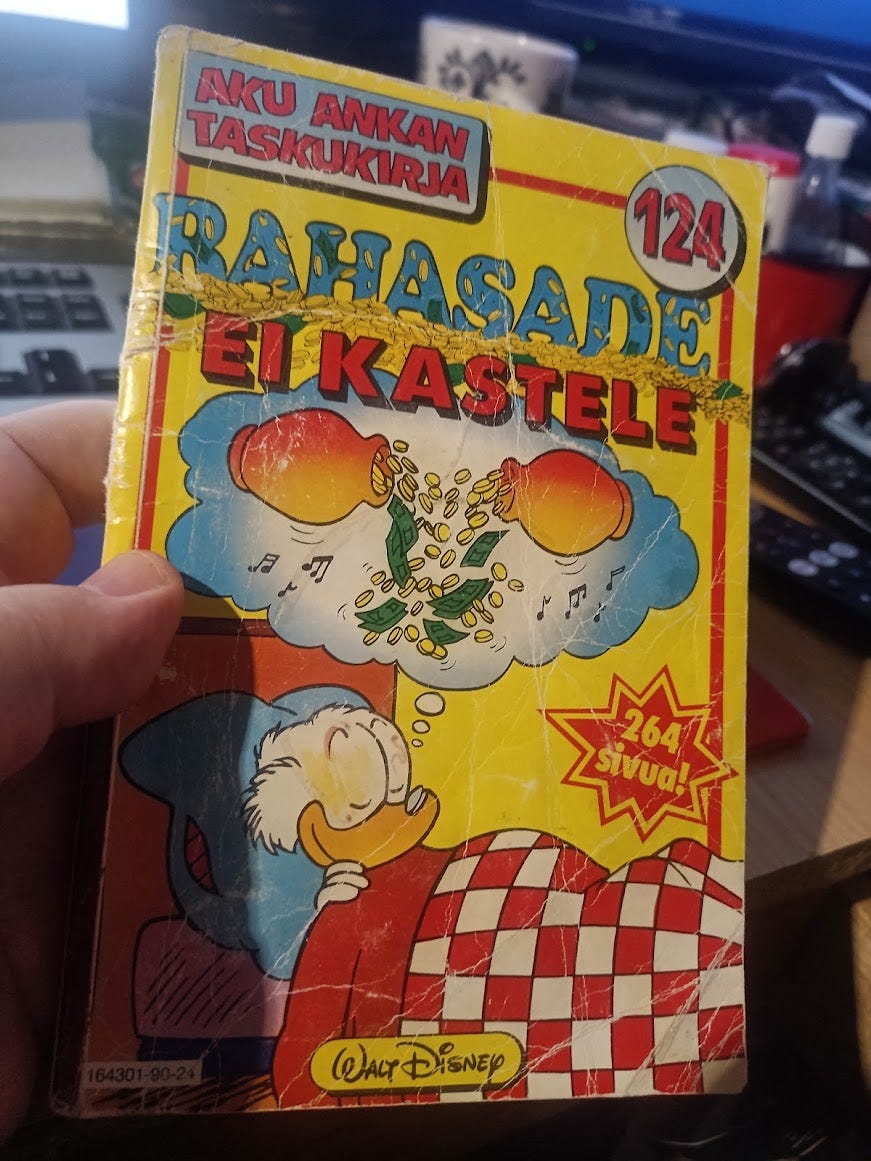 AKU ANKAN
TASKUKIRJA
124
RAHASADE
EI KASTELE
264
sivua!
WALT DISNEY
164301-90-24